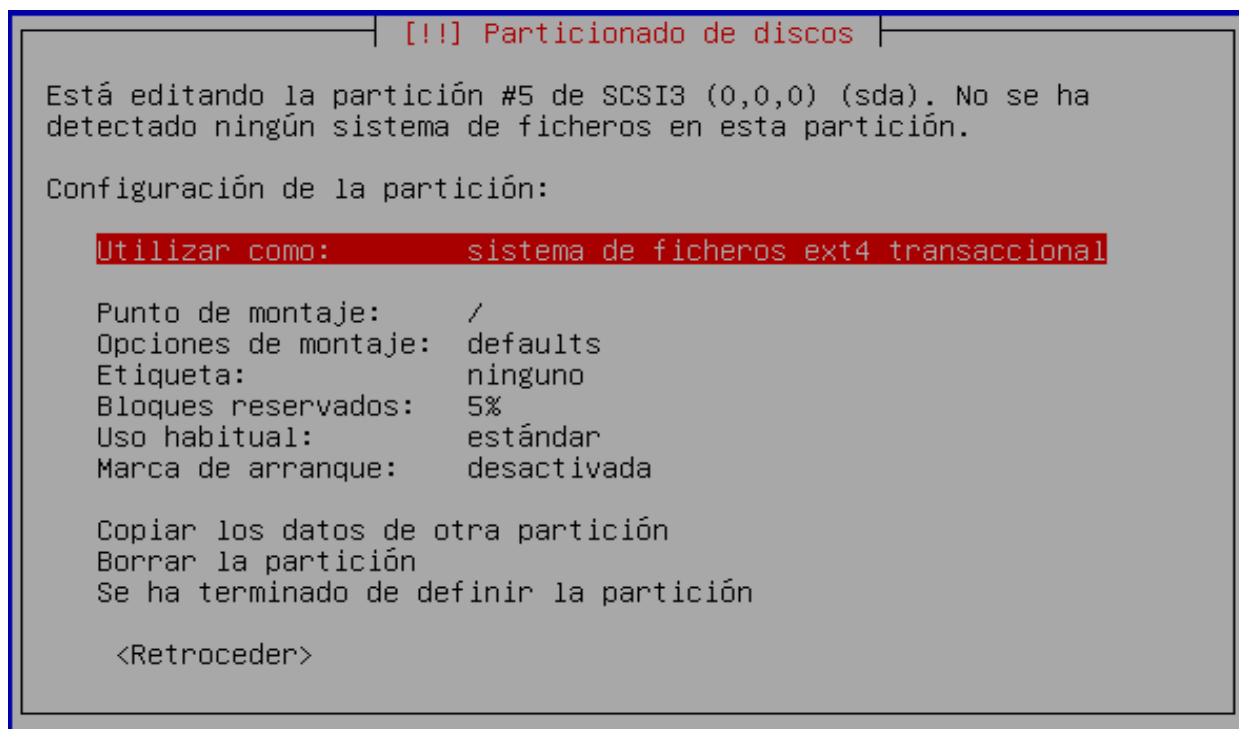 [!!] Particionado de discos
Está editando la partición #5 de SCSI3 (0,0,0) (sda). No se ha
detectado ningún sistema de ficheros en esta partición.
Configuración de la partición:
Utilizar como: sistema de ficheros ext4 transaccional
Punto de montaje: /
Opciones de montaje: defaults
Etiqueta: ninguno
Bloques reservados: 5%
Uso habitual: estándar
Marca de arranque: desactivada
Copiar los datos de otra partición
Borrar la partición
Se ha terminado de definir la partición
<Retroceder>